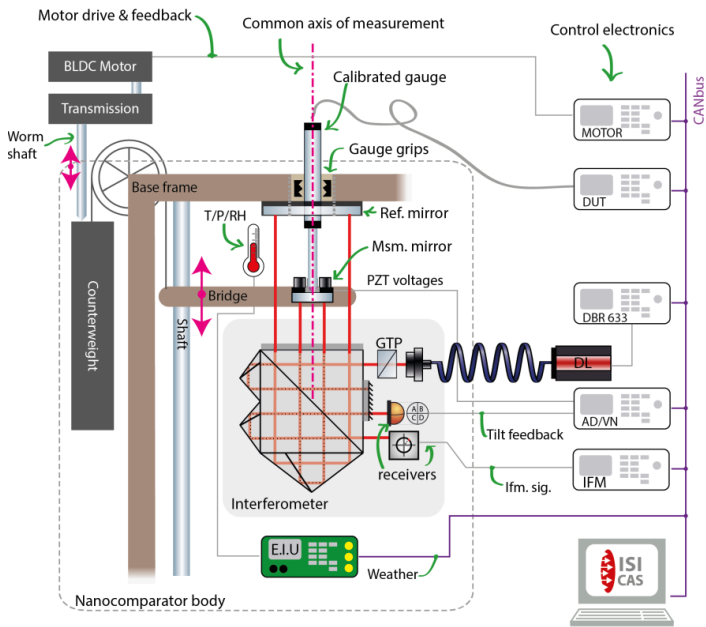 Motor drive & feedback
Common axis of measurement
Control electronics
BLDC Motor
Calibrated gauge
CANbus
Transmission
MOTOR
Worm
shaft
Gauge grips
Base frame
DUT
T/P/RH
Ref. mirror
Msm. mirror
PZT voltages
Bridge
DBR 633
Counterweight
Shaft
GTP
DL
A B
C D
AD/VN
Tilt feedback
receivers
IFM
Ifm. sig.
Interferometer
E.I.U
Weather
ISI
CAS
Nanocomparator body